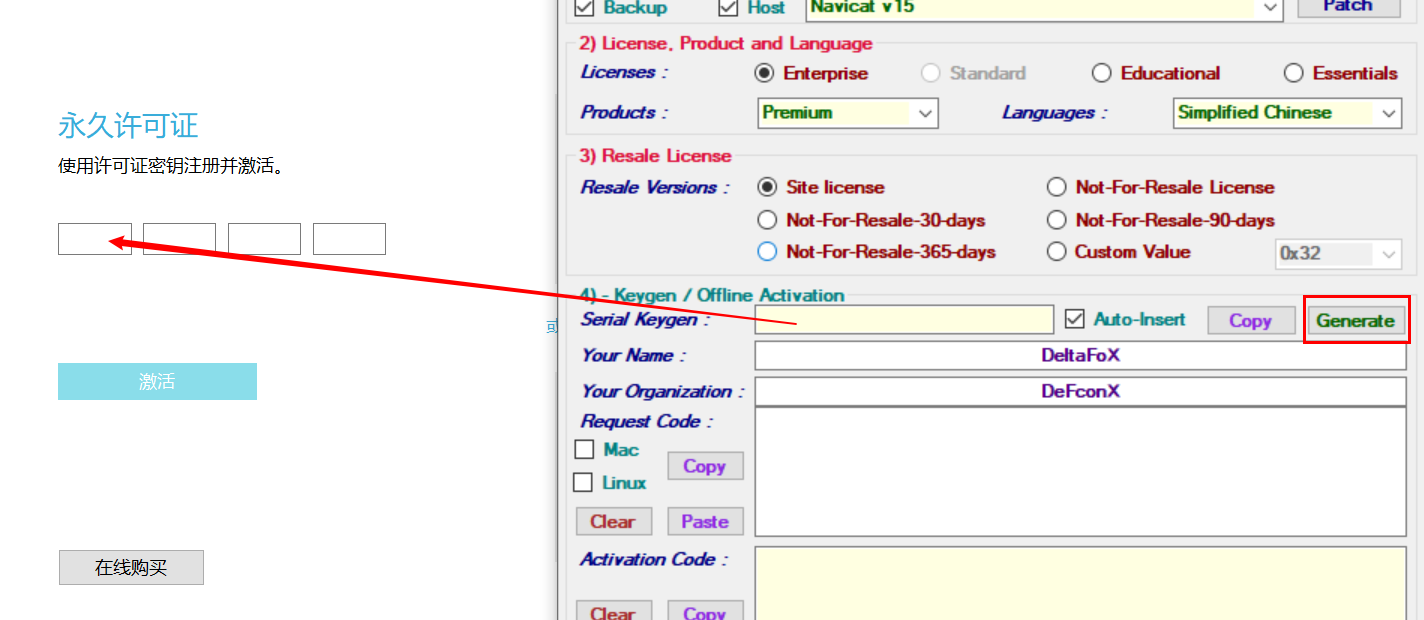 永久许可证
使用许可证密钥注册并激活。
激活
在线购买
Backup Host Navicat v15 Patch
2) License, Product and Language
Licenses : Enterprise Standard Educational Essentials
Products : Premium Languages : Simplified Chinese
3) Resale License
Resale Versions : Site license Not-For-Resale License
Not-For-Resale-30-days Not-For-Resale-90-days
Not-For-Resale-365-days Custom Value 0x32
4) - Keygen / Offline Activation
Serial Keygen : Auto-Insert Copy Generate
Your Name : DeltaFoX
Your Organization : DeFconX
Request Code :
Mac
Copy
Linux
Clear Paste
Activation Code :
Clear Copy